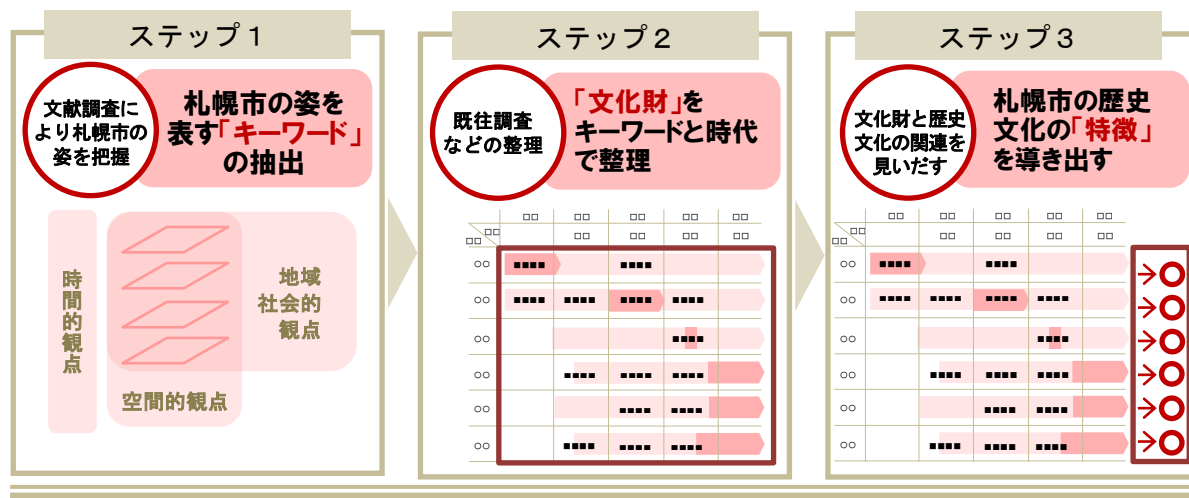 ステップ１
文献調査に
より札幌市の
姿を把握
札幌市の姿を
表す「キーワード」
の抽出
時間的観点
地域
社会的
観点
空間的観点
ステップ２
既往調査
などの整理
「文化財」を
キーワードと時代
で整理
□□ □□ □□ □□
□□ □□ □□ □□ □□
□□
○○ ■■■■ ■■■■
○○ ■■■■ ■■■■ ■■■■ ■■■■
○○ ■■■■
○○ ■■■■ ■■■■ ■■■■
○○ ■■■■ ■■■■
○○ ■■■■ ■■■■ ■■■■
ステップ３
文化財と歴史
文化の関連を
見いだす
札幌市の歴史
文化の「特徴」
を導き出す
□□ □□ □□ □□ □□
□□ □□ □□ □□ □□
□□
○○ ■■■■ ■■■■
○○ ■■■■ ■■■■ ■■■■ ■■■■
○○ ■■■■
○○ ■■■■ ■■■■ ■■■■
○○ ■■■■ ■■■■
○○ ■■■■ ■■■■ ■■■■